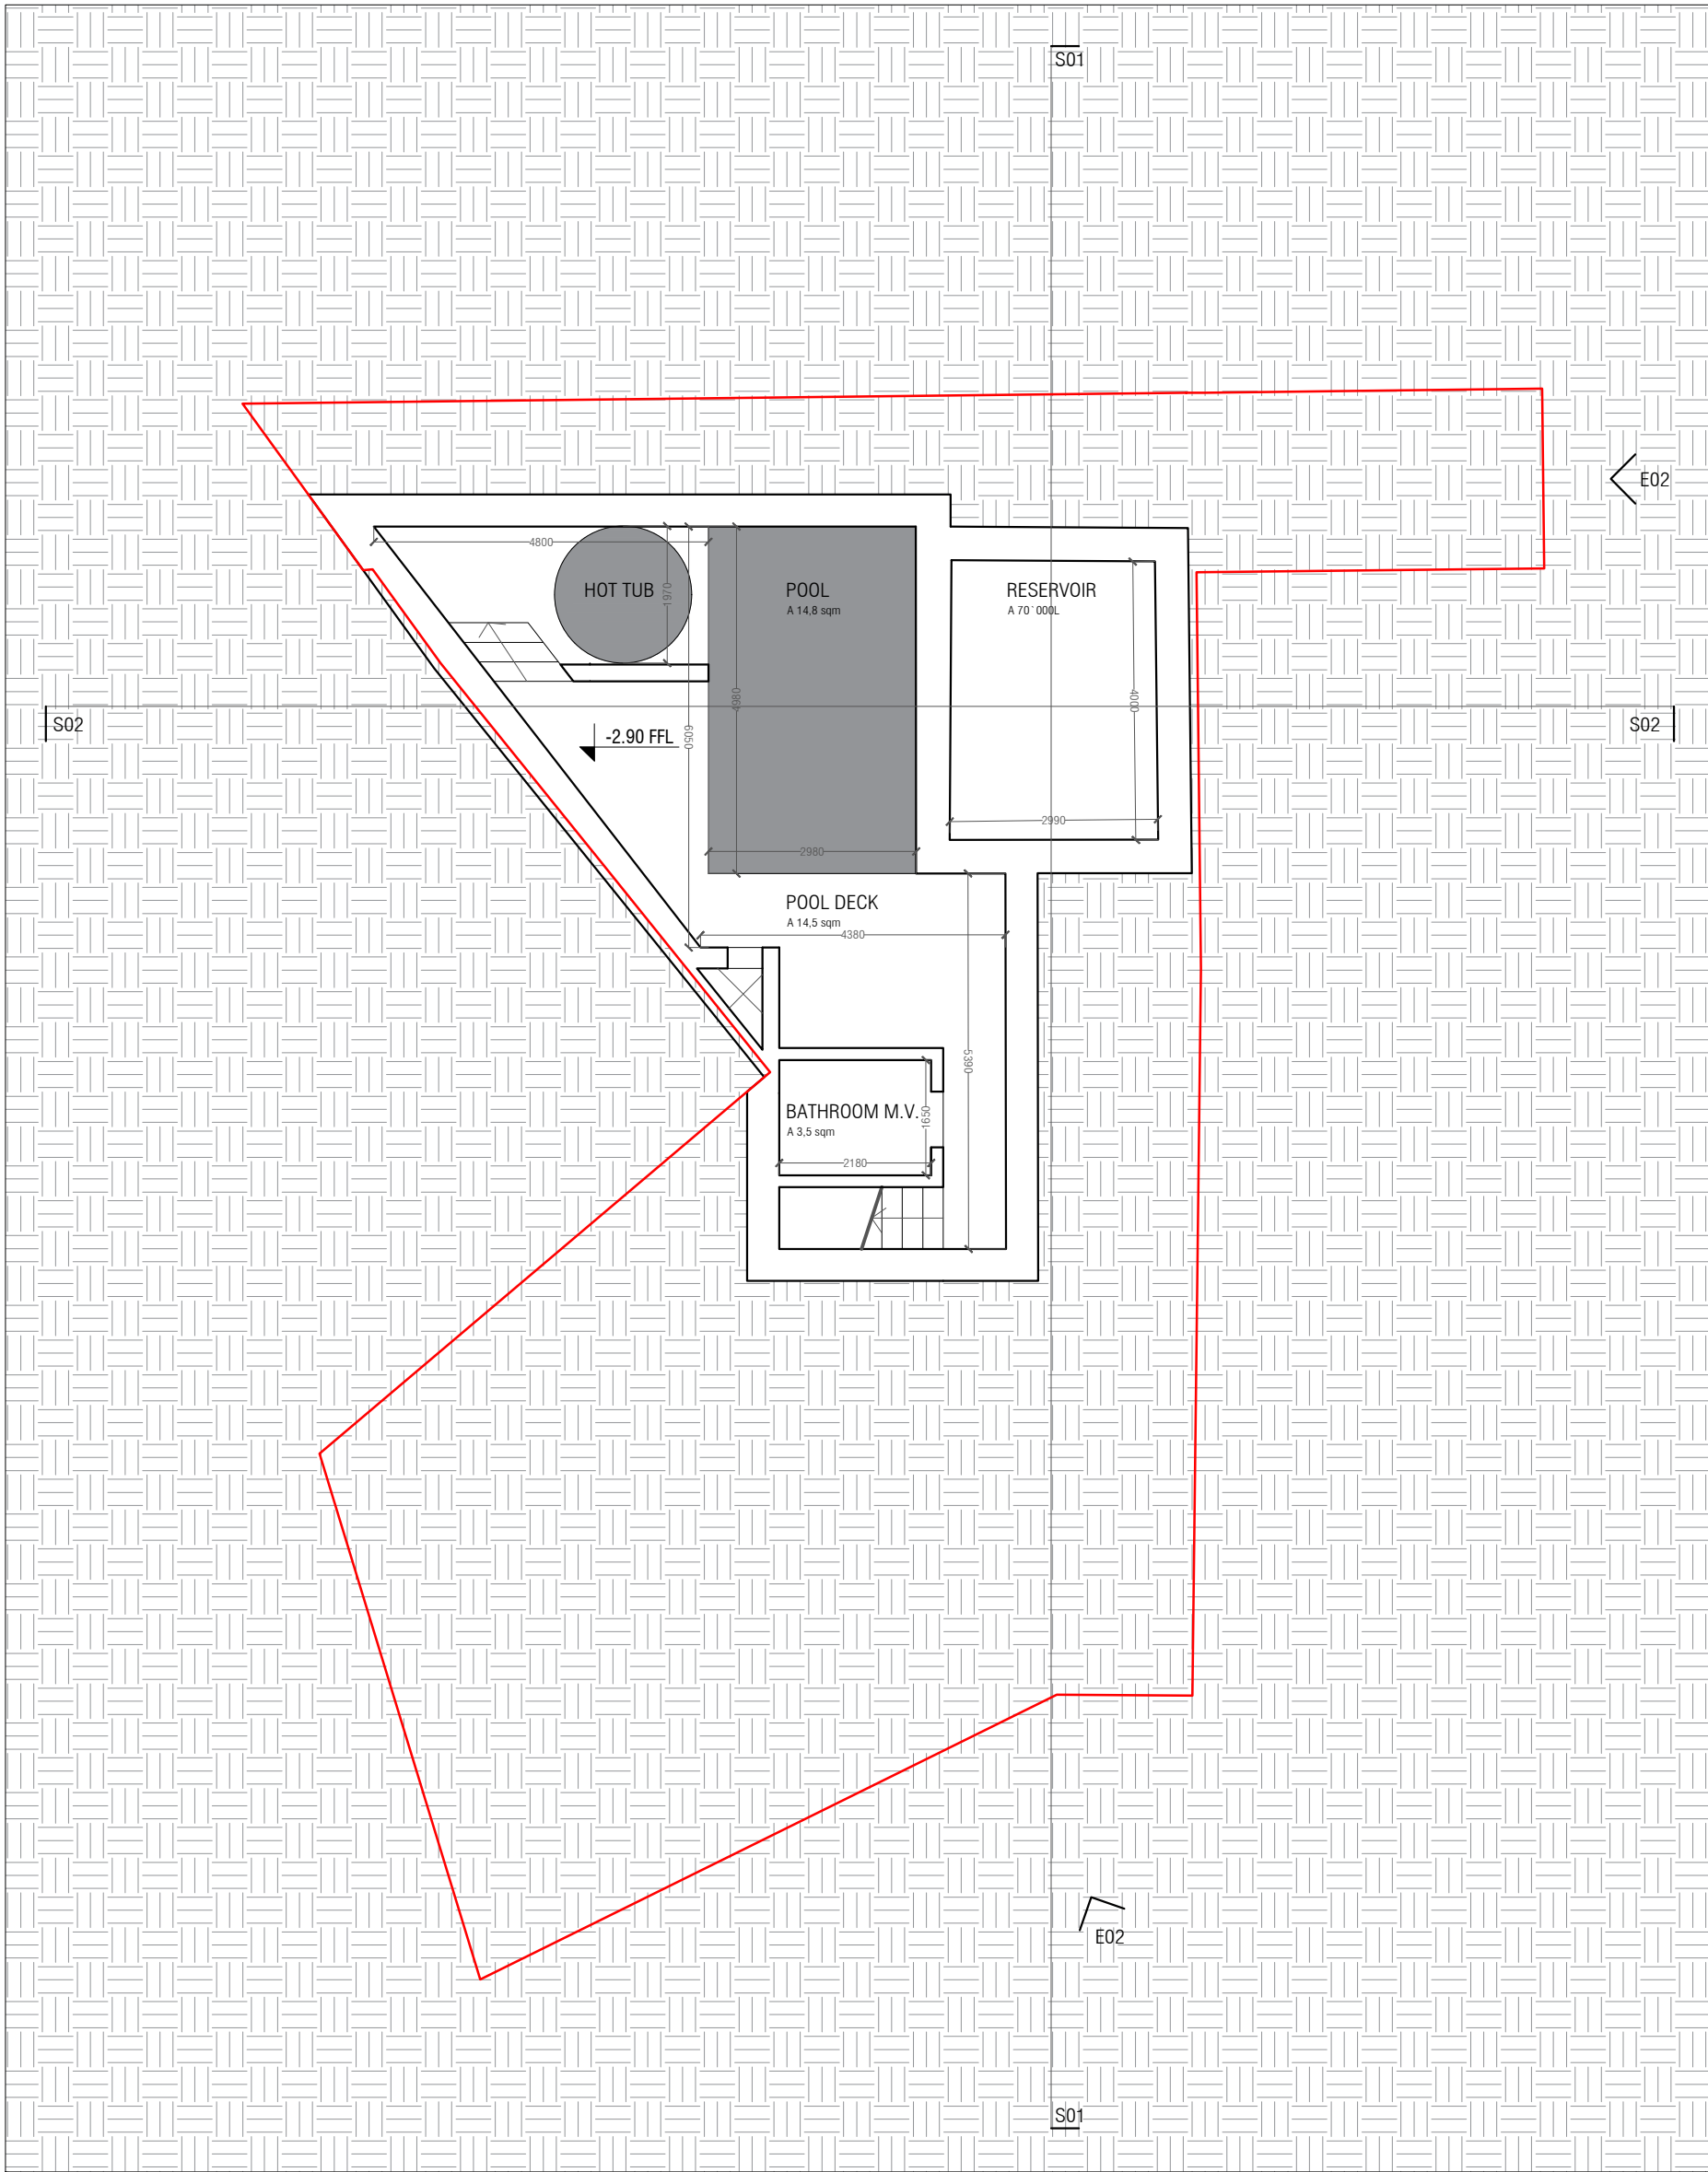 S01
E02
4800
HOT TUB
1970
POOL
A 14,8 sqm
RESERVOIR
A 70`000L
4980
4000
6050
S02
-2.90 FFL
S02
2990
2980
POOL DECK
A 14,5 sqm
4380
5390
BATHROOM M.V.
A 3,5 sqm
1650
2180
E02
S01